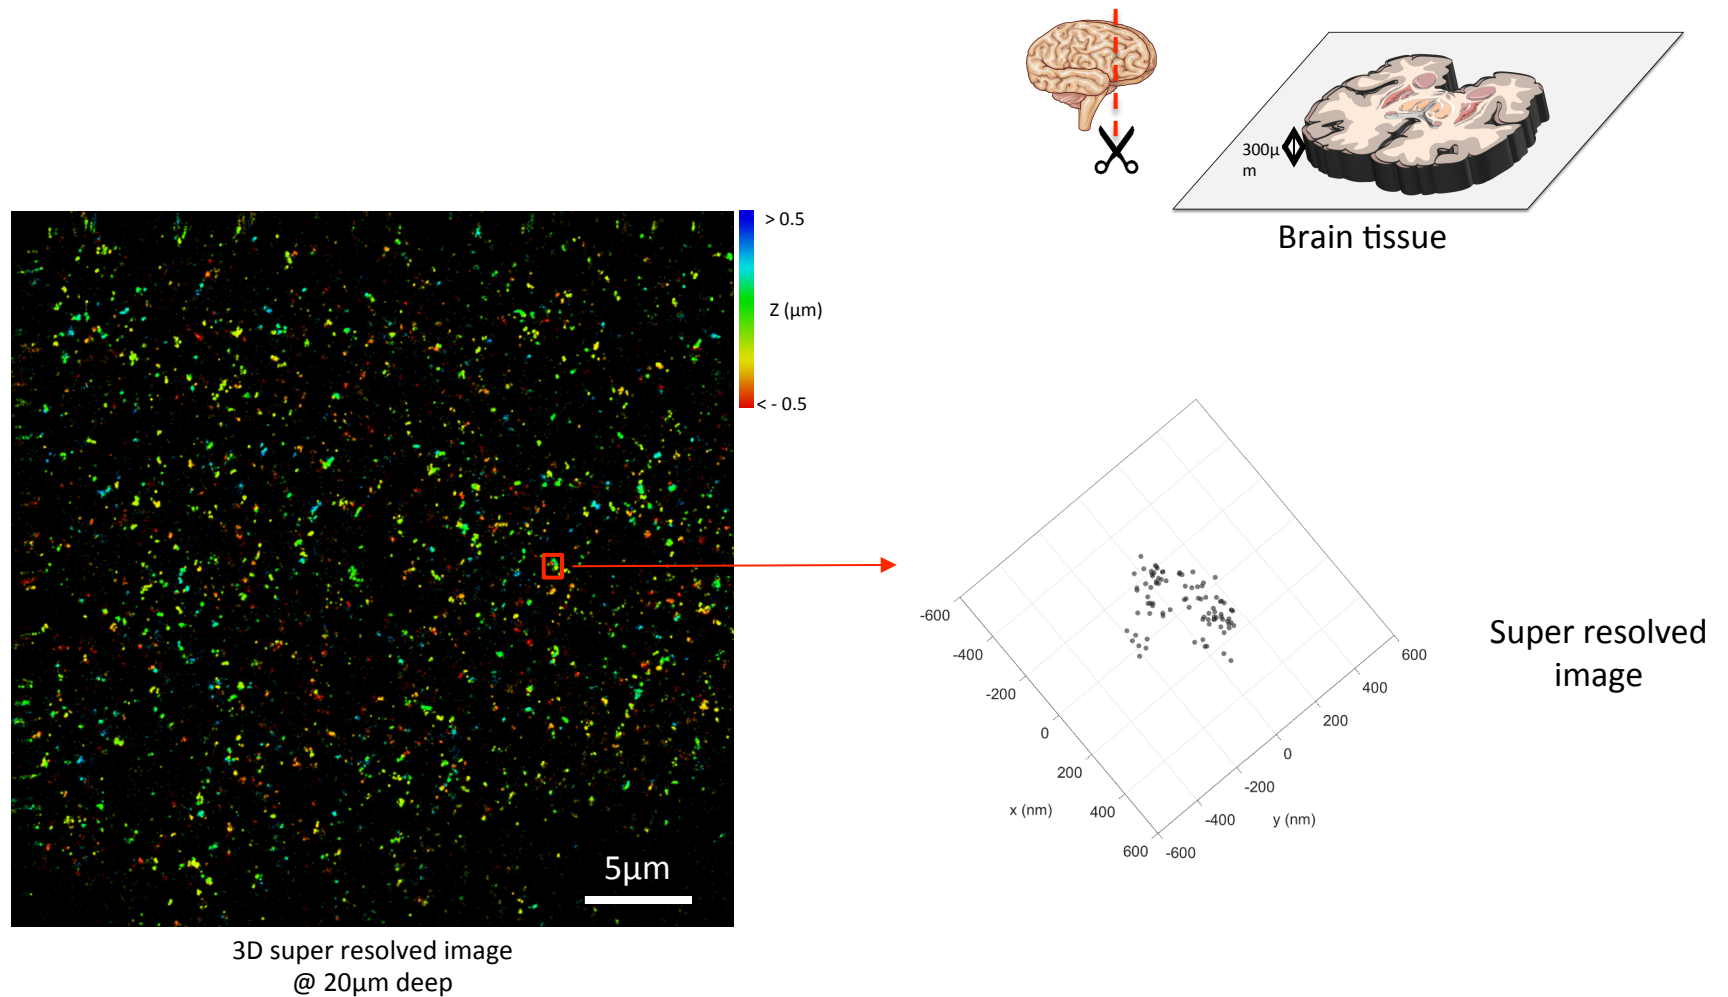 300µ
m
Brain tissue
> 0.5
Z (µm)
< - 0.5
5µm
3D super resolved image
@ 20µm deep
-600
-400
-200
0
200
400
600
x (nm)
-600
-400
-200
0
200
400
600
y (nm)
Super resolved
image